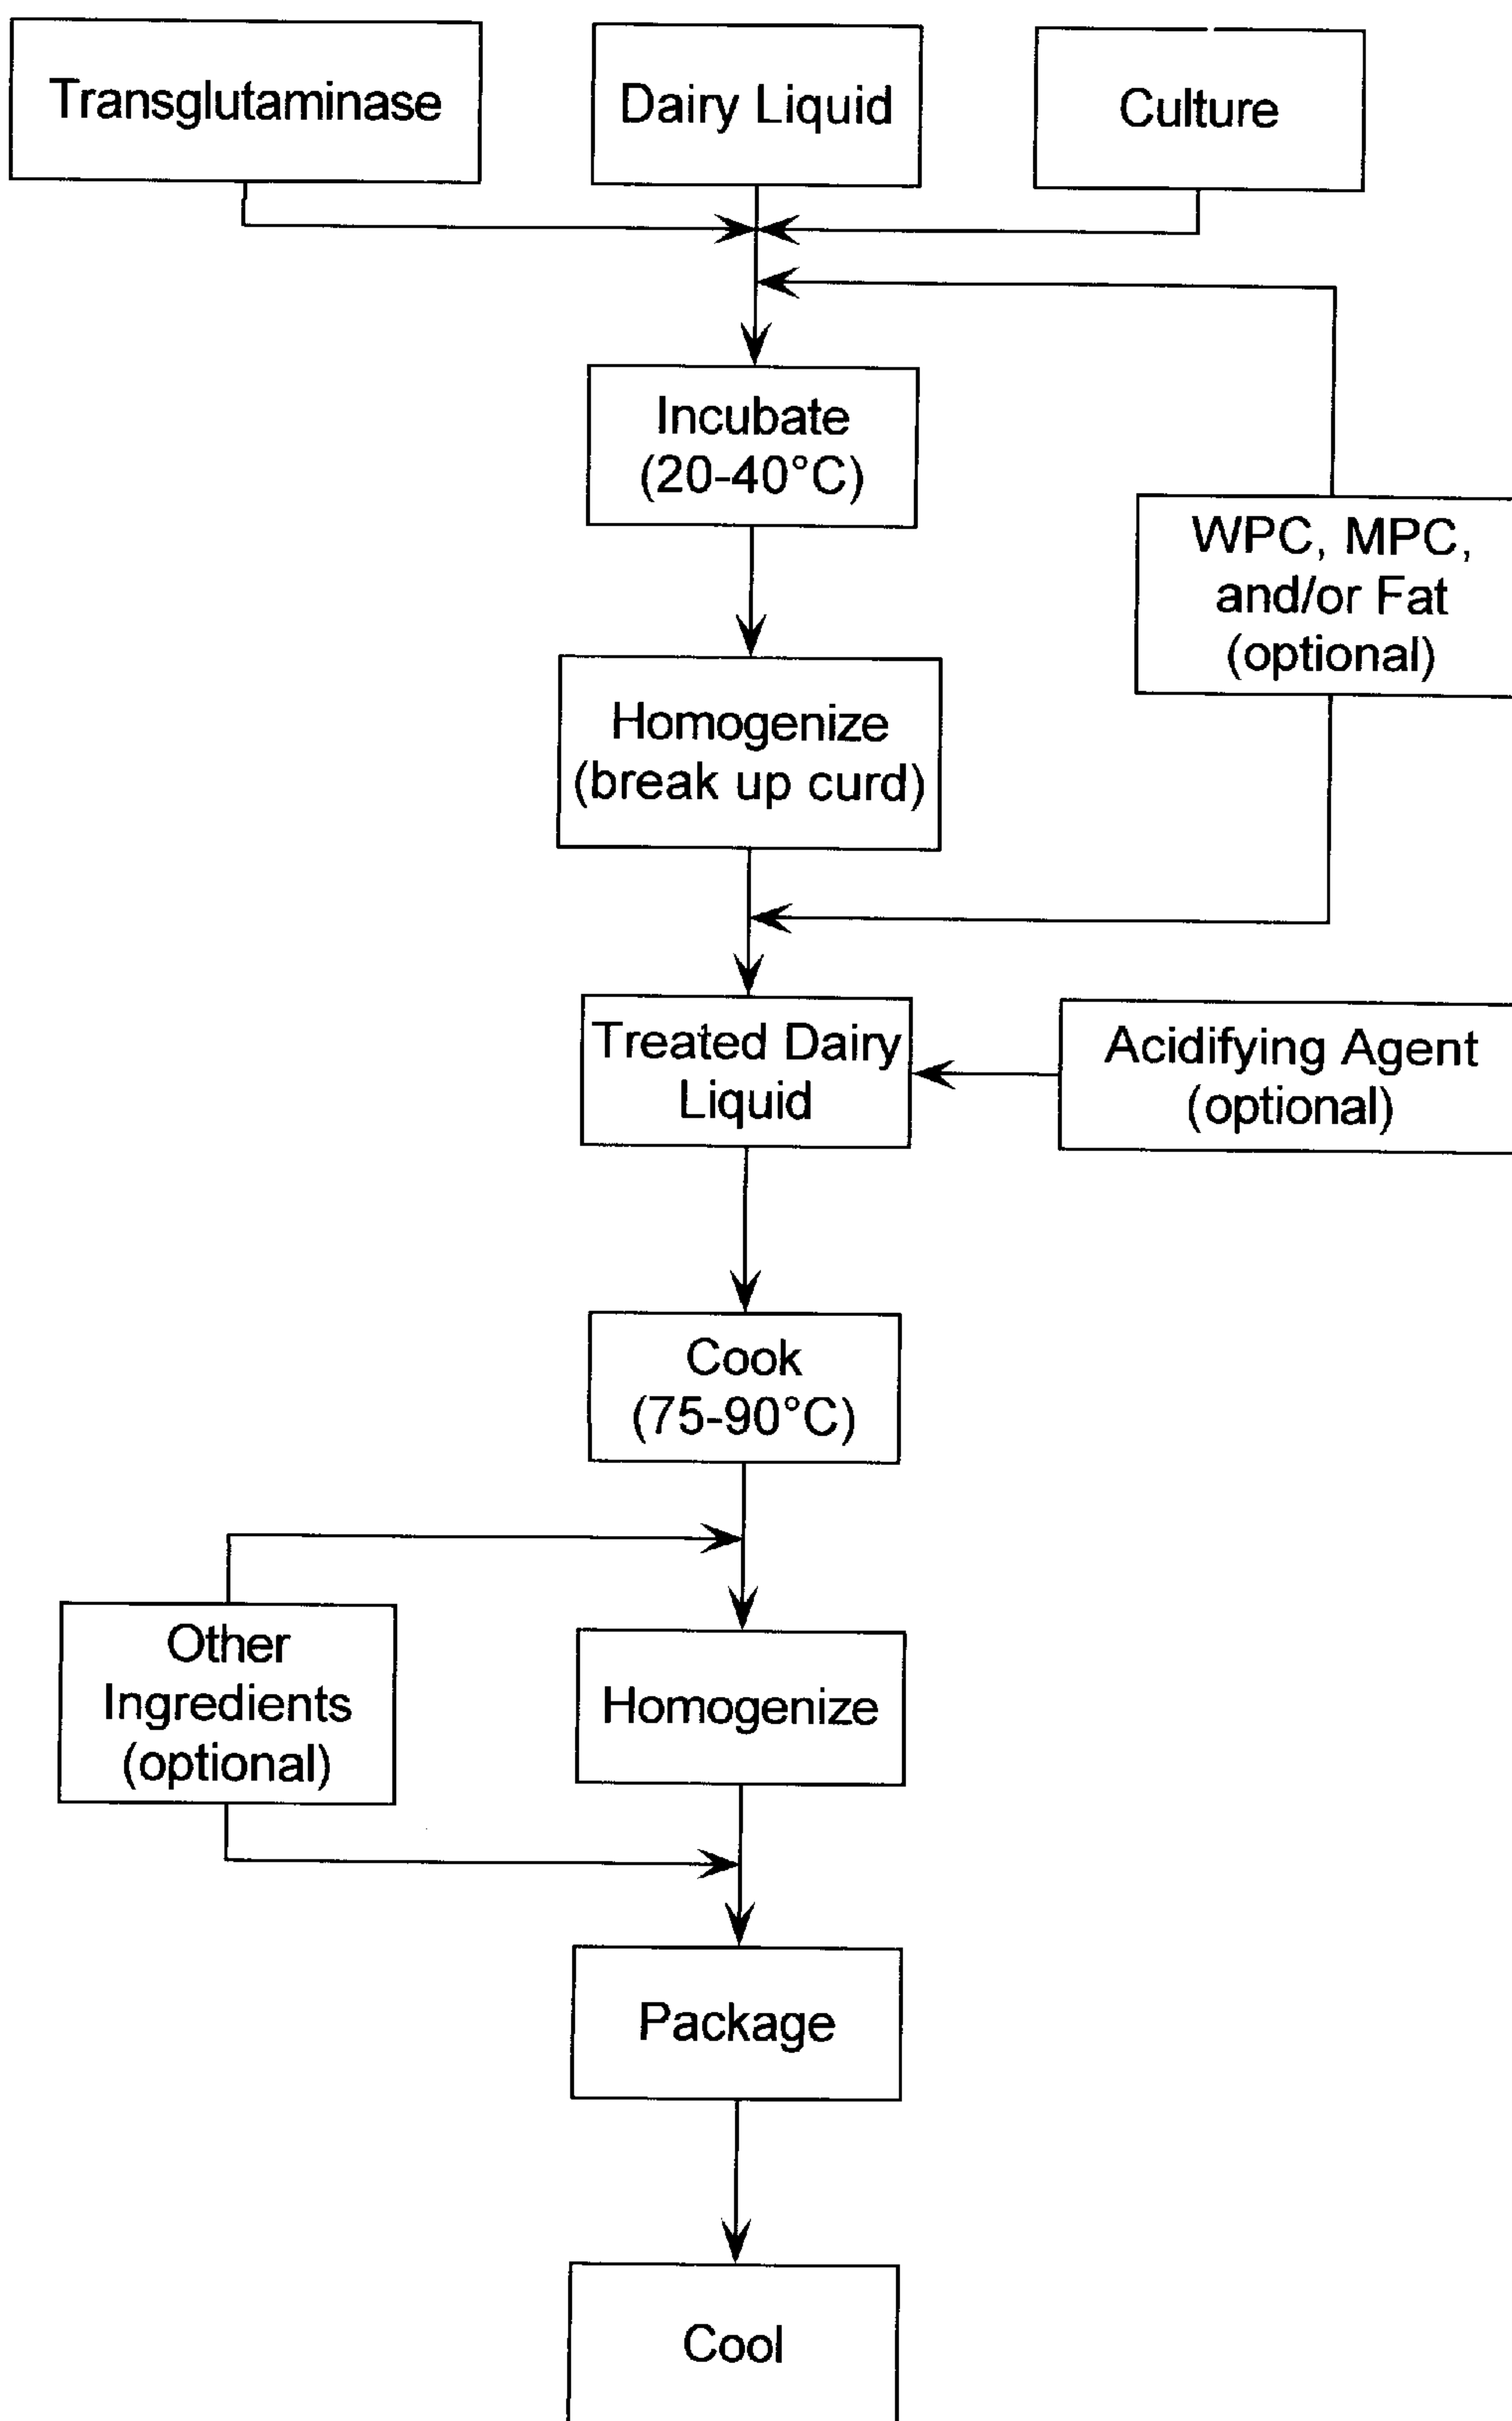 Transglutaminase
Dairy Liquid
Culture
Incubate
(20-40°C)
WPC, MPC,
and/or Fat
(optional)
Homogenize
(break up curd)
Treated Dairy
Liquid
Acidifying Agent
(optional)
Cook
(75-90°C)
Other
Ingredients
(optional)
Homogenize
Package
Cool